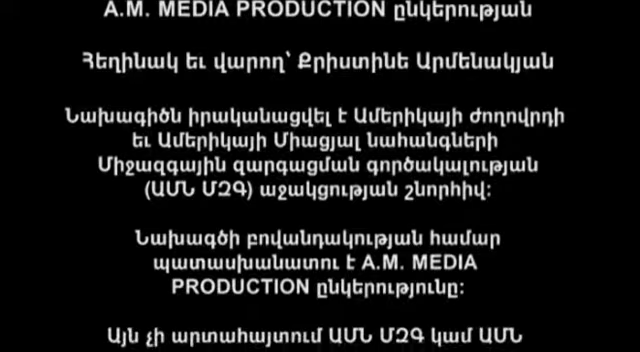 A.M. MEDIA PRODUCTION ընկերության
Հեղինակ եւ վարող՝ Քրիստինե Արմենակյան
Նախագիծն իրականացվել է Ամերիկայի ժողովրդի
եւ Ամերիկայի Միացյալ նահանգների
Միջազգային զարգացման գործակալության
(ԱՄՆ ՄԶԳ) աջակցության շնորհիվ:
Նախագծի բովանդակության համար
պատասխանատու է A.M. MEDIA
PRODUCTION ընկերությունը:
Այն չի արտահայտում ԱՄՆ ՄԶԳ կամ ԱՄՆ